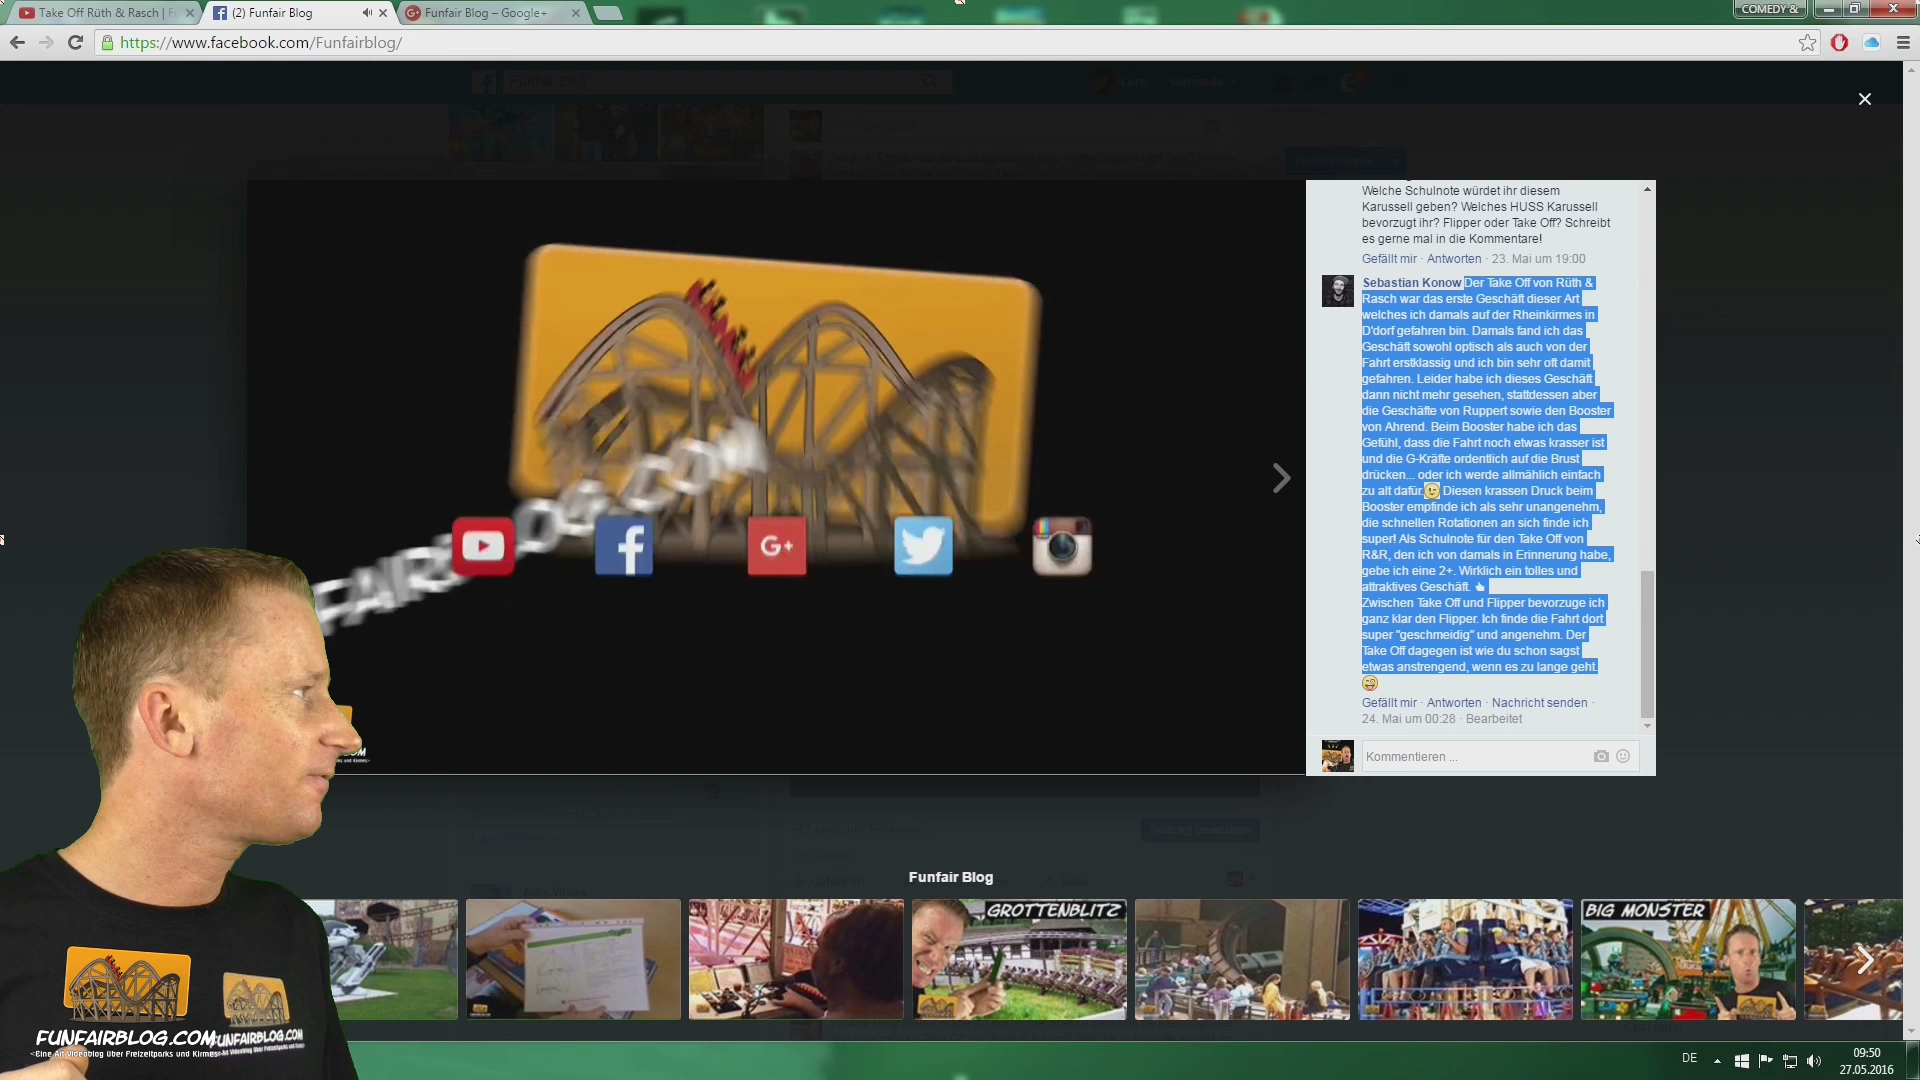 Take Off Rüth & Rasch | F
(2) Funfair Blog
Funfair Blog – Google+
COMEDY &
https://www.facebook.com/Funfairblog/
Funfair Blog
Startseite
Welche Schulnote würdet ihr diesem
Karussell geben? Welches HUSS Karussell
bevorzugt ihr? Flipper oder Take Off? Schreibt
es gerne mal in die Kommentare!
Gefällt mir · Antworten · 23. Mai um 19:00
Sebastian Konow Der Take Off von Rüth &
Rasch war das erste Geschäft dieser Art
welches ich damals auf der Rheinkirmes in
D'dorf gefahren bin. Damals fand ich das
Geschäft sowohl optisch als auch von der
Fahrt erstklassig und ich bin sehr oft damit
gefahren. Leider habe ich dieses Geschäft
dann nicht mehr gesehen, stattdessen aber
die Geschäfte von Ruppert sowie den Booster
von Ahrend. Beim Booster habe ich das
Gefühl, dass die Fahrt noch etwas krasser ist
und die G-Kräfte ordentlich auf die Brust
drücken... oder ich werde allmählich einfach
zu alt dafür.😉 Diesen krassen Druck beim
Booster empfinde ich als sehr unangenehm,
die schnellen Rotationen an sich finde ich
super! Als Schulnote für den Take Off von
R&R, den ich von damals in Erinnerung habe,
gebe ich eine 2+. Wirklich ein tolles und
attraktives Geschäft. 👍
Zwischen Take Off und Flipper bevorzuge ich
ganz klar den Flipper. Ich finde die Fahrt dort
super "geschmeidig" und angenehm. Der
Take Off dagegen ist wie du schon sagst
etwas anstrengend, wenn es zu lange geht.
😜
Gefällt mir · Antworten · Nachricht senden ·
24. Mai um 00:28 · Bearbeitet
Kommentieren ...
Funfair Blog
GROTTENBLITZ
BIG MONSTER
FUNFAIRBLOG.COM
<Eine Art Videoblog über Freizeitparks und Kirmes>
FUNFAIRBLOG.COM
DE
09:50
27.05.2016